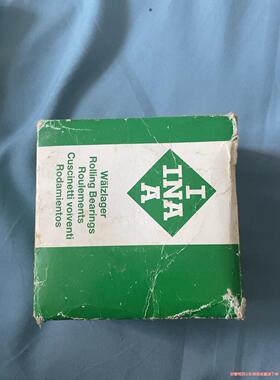 I
INA
A
Wälzlager
Rolling Bearings
Roulements
Cuscinetti volventi
Rodamientos